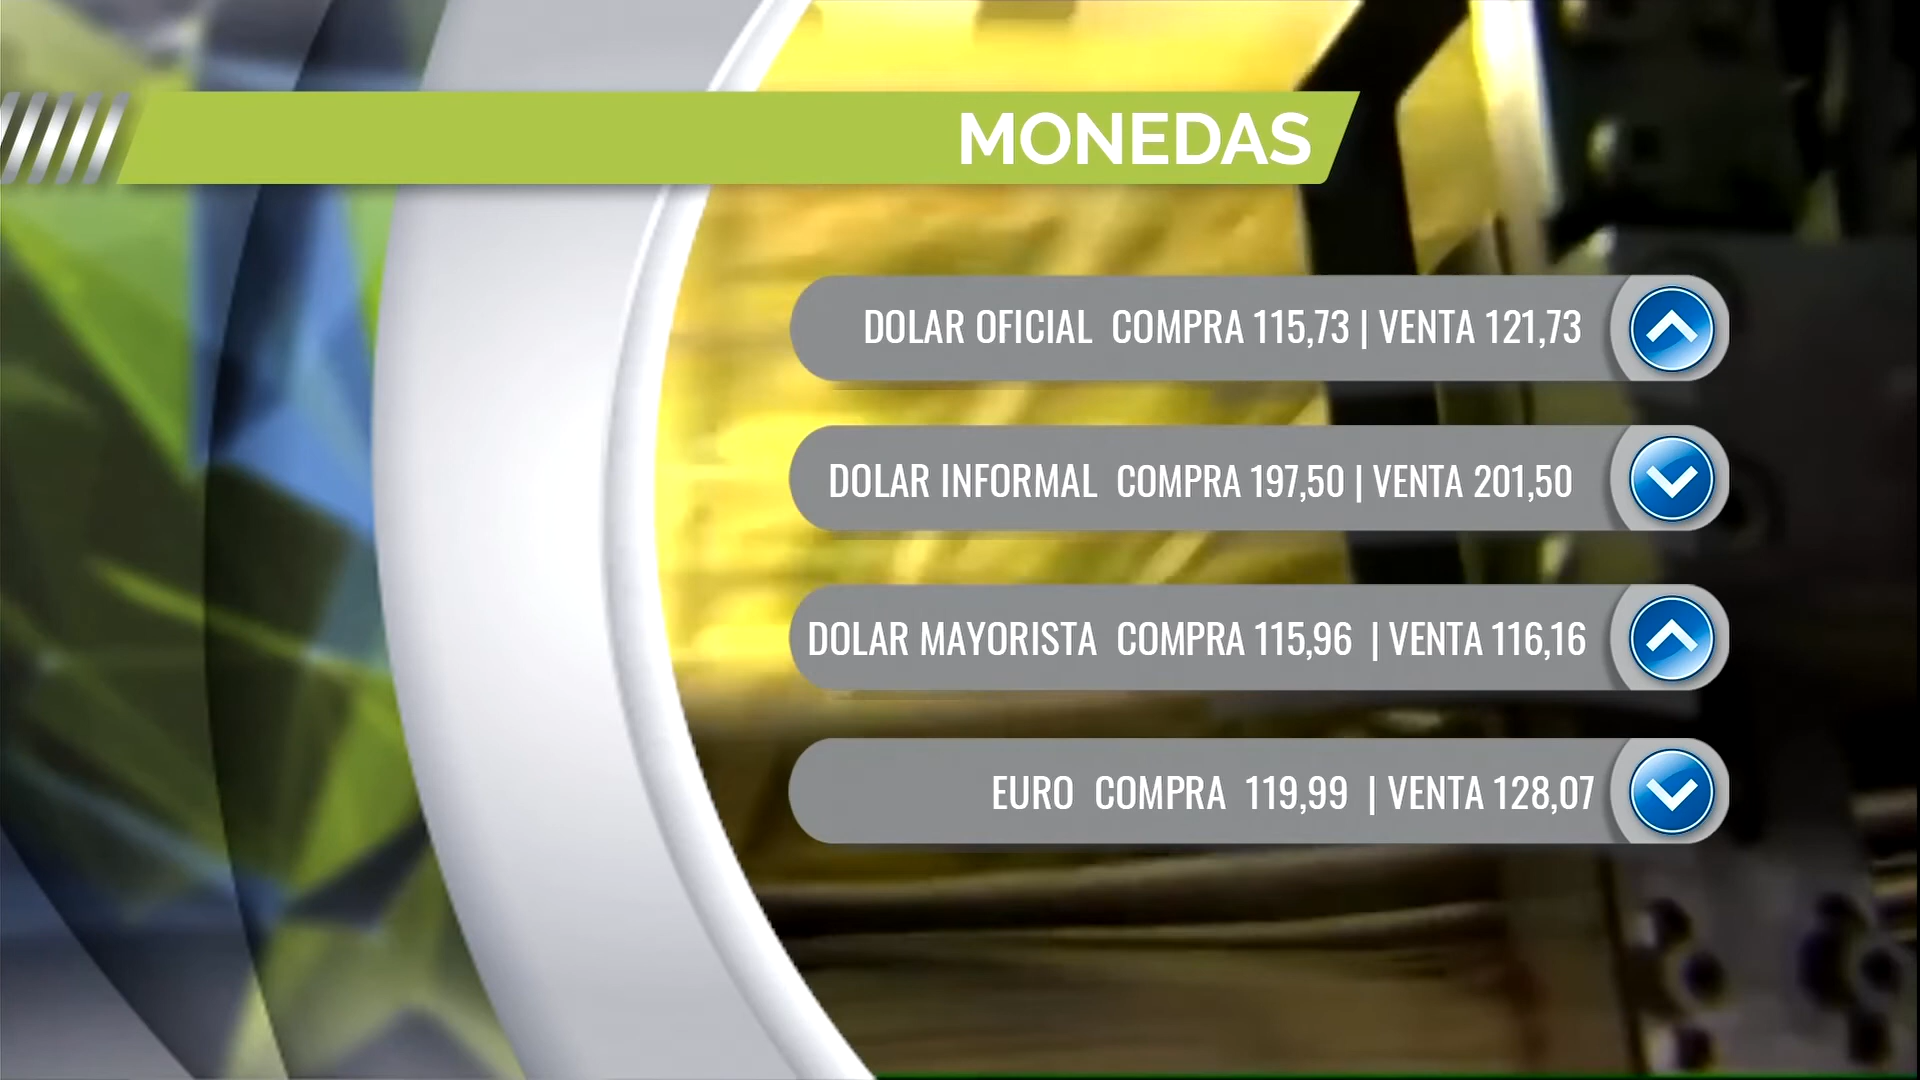 MONEDAS
DOLAR OFICIAL COMPRA 115,73 | VENTA 121,73
DOLAR INFORMAL COMPRA 197,50 | VENTA 201,50
DOLAR MAYORISTA COMPRA 115,96 | VENTA 116,16
EURO COMPRA 119,99 | VENTA 128,07